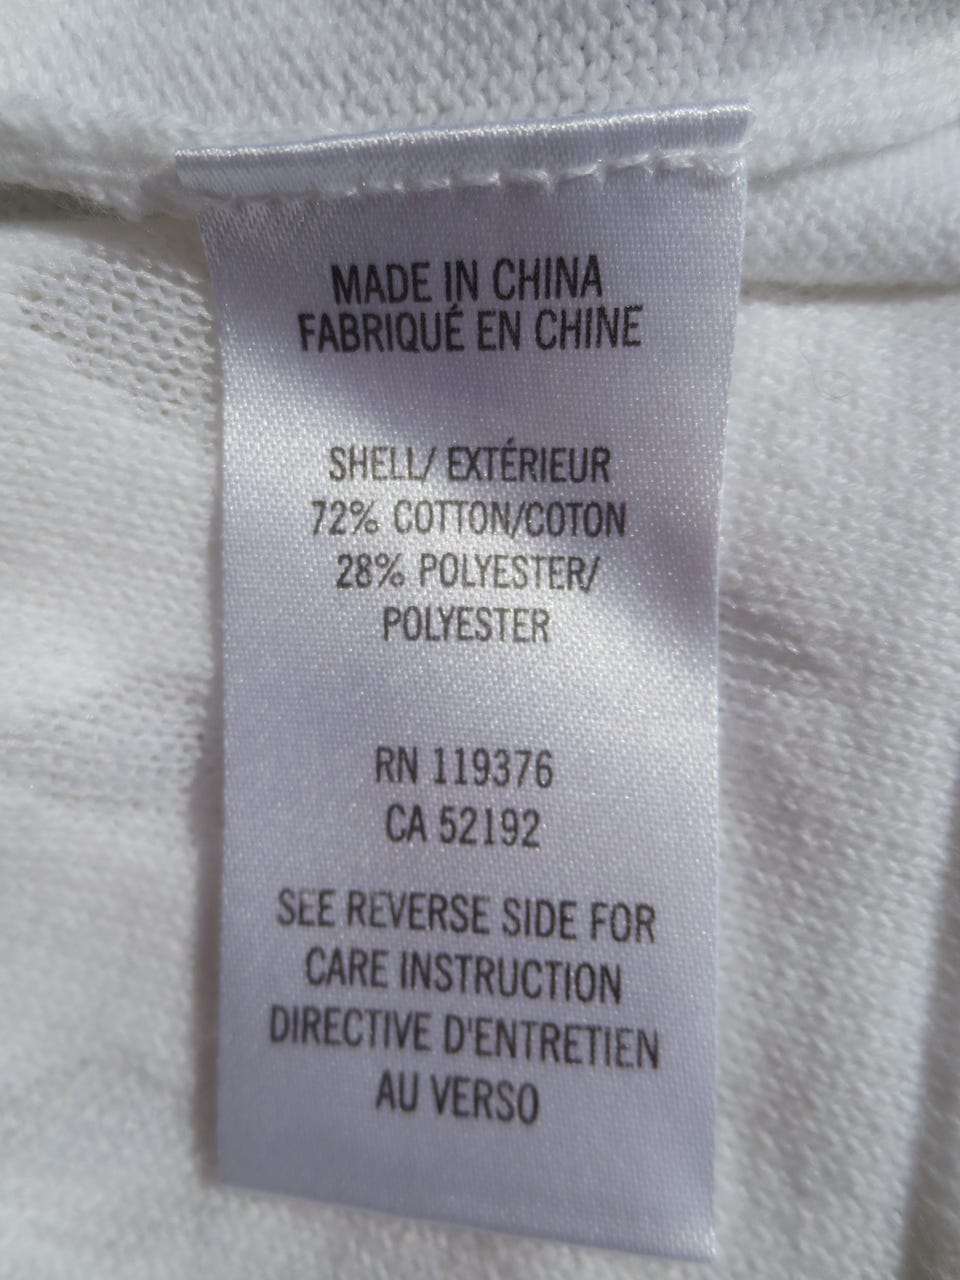 MADE IN CHINA
FABRIQUÉ EN CHINE
SHELL/ EXTÉRIEUR
72% COTTON/COTON
28% POLYESTER/
POLYESTER
RN 119376
CA 52192
SEE REVERSE SIDE FOR
CARE INSTRUCTION
DIRECTIVE D'ENTRETIEN
AU VERSO